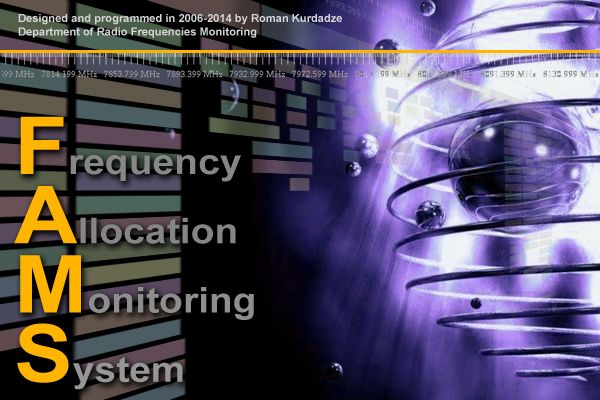 Designed and programmed in 2006-2014 by Roman Kurdadze
Department of Radio Frequencies Monitoring
7814.199 MHz 7853.799 MHz 7893.399 MHz 7932.999 MHz 7972.599 MHz
Frequency
Allocation
Monitoring
System